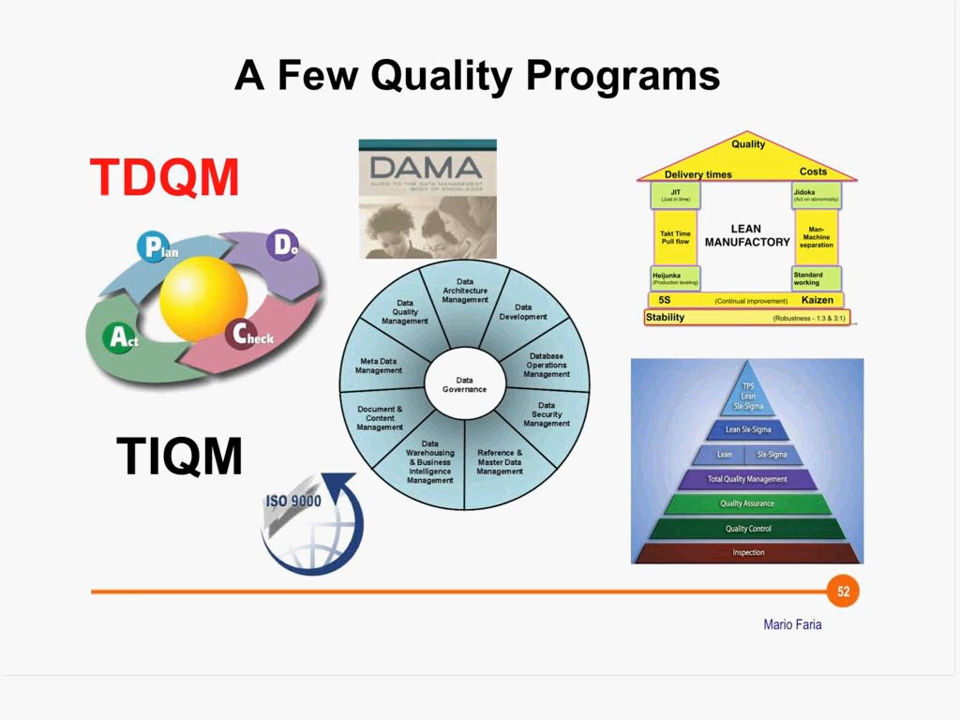 A Few Quality Programs
TDQM
Plan
Do
Check
Act
TIQM
ISO 9000
DAMA
GUIDE TO THE DATA MANAGEMENT
BODY OF KNOWLEDGE
Data
Architecture
Management
Data
Development
Database
Operations
Management
Data
Security
Management
Reference &
Master Data
Management
Data
Warehousing
& Business
Intelligence
Management
Document &
Content
Management
Meta Data
Management
Data
Quality
Management
Data
Governance
Quality
Delivery times
Costs
JIT
(Just in time)
Jidoka
(Act on abnormality)
Takt Time
Pull flow
LEAN
MANUFACTORY
Man-
Machine
separation
Heijunka
(Production leveling)
Standard
working
5S (Continual improvement) Kaizen
Stability (Robustness - 1:3 & 3:1)
TPS
Lean
Six-Sigma
Lean Six-Sigma
Lean Six-Sigma
Total Quality Management
Quality Assurance
Quality Control
Inspection
52
Mario Faria